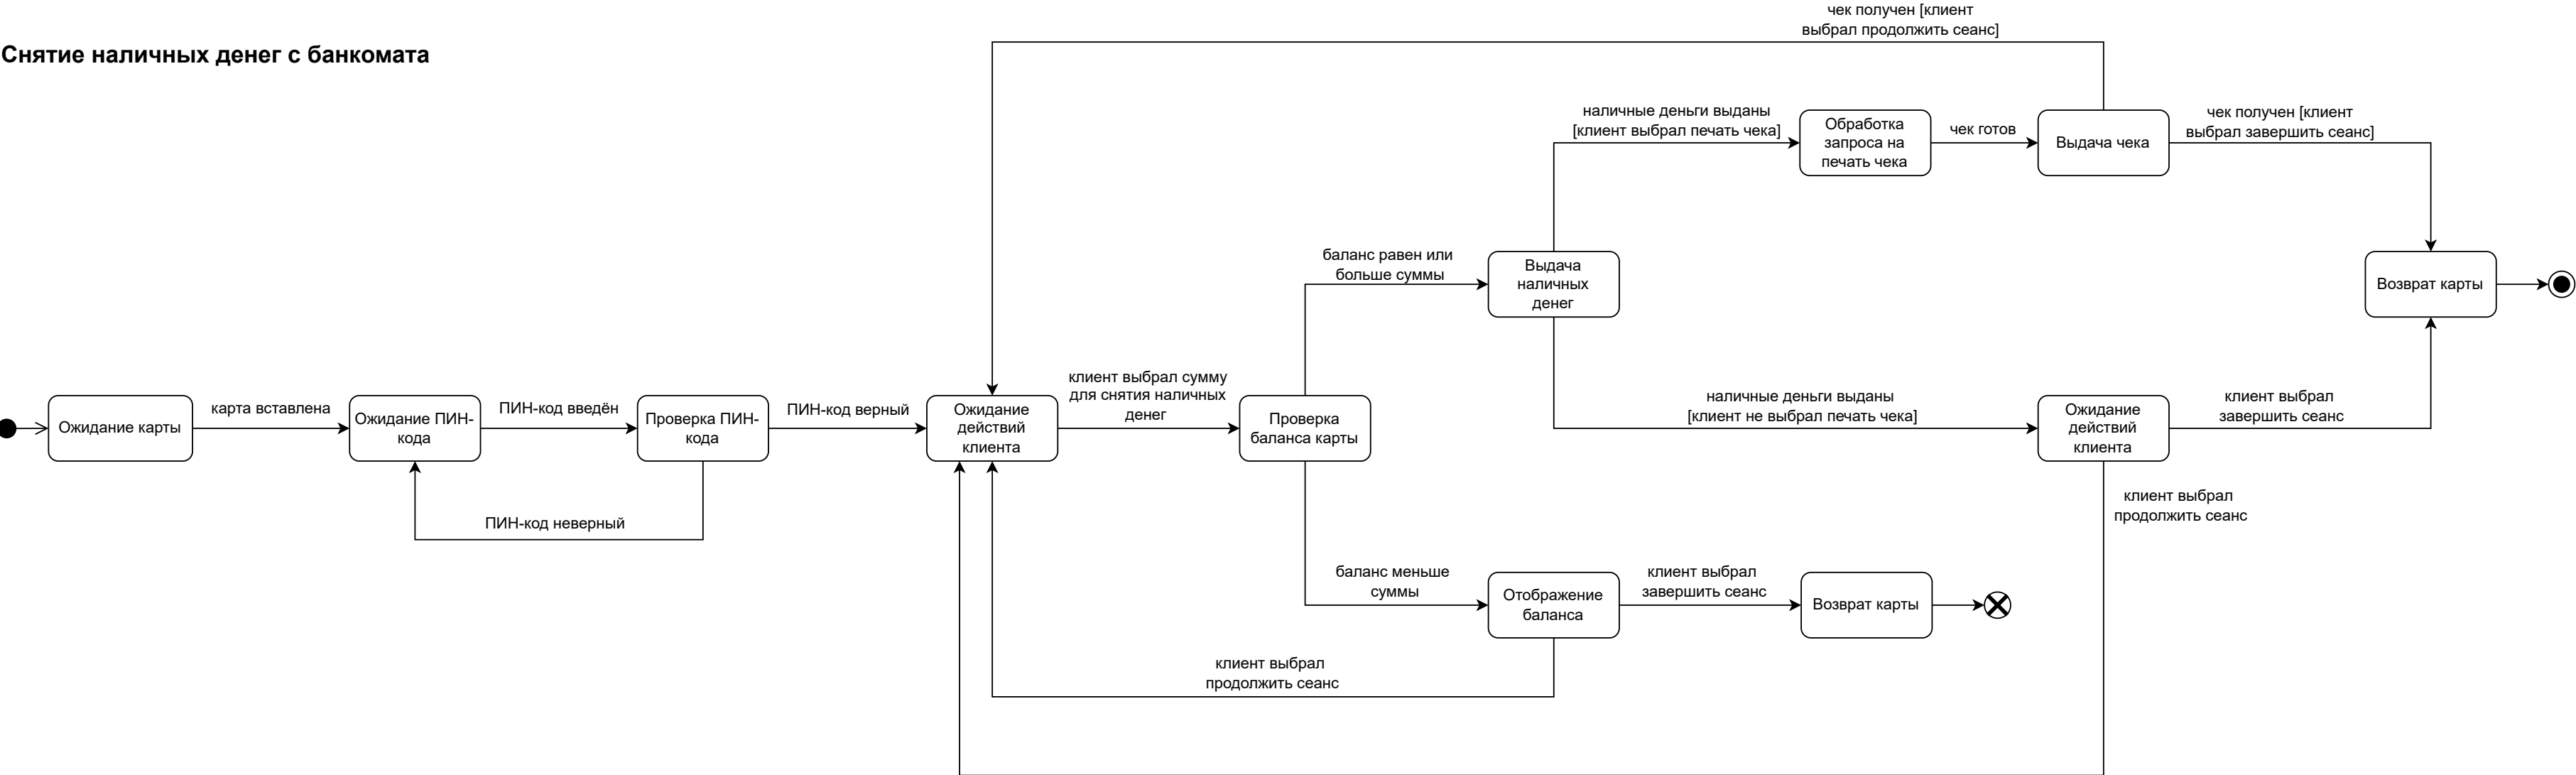 чек получен [клиент
выбрал продолжить сеанс]
Снятие наличных денег с банкомата
наличные деньги выданы
[клиент выбрал печать чека]
Обработка
запроса на
печать чека
чек готов
Выдача чека
чек получен [клиент
выбрал завершить сеанс]
баланс равен или
больше суммы
Выдача
наличных
денег
Возврат карты
Ожидание карты
карта вставлена
Ожидание ПИН-
кода
ПИН-код введён
Проверка ПИН-
кода
ПИН-код верный
Ожидание
действий
клиента
клиент выбрал сумму
для снятия наличных
денег
Проверка
баланса карты
наличные деньги выданы
[клиент не выбрал печать чека]
Ожидание
действий
клиента
клиент выбрал
завершить сеанс
ПИН-код неверный
клиент выбрал
продолжить сеанс
баланс меньше
суммы
Отображение
баланса
клиент выбрал
завершить сеанс
Возврат карты
клиент выбрал
продолжить сеанс